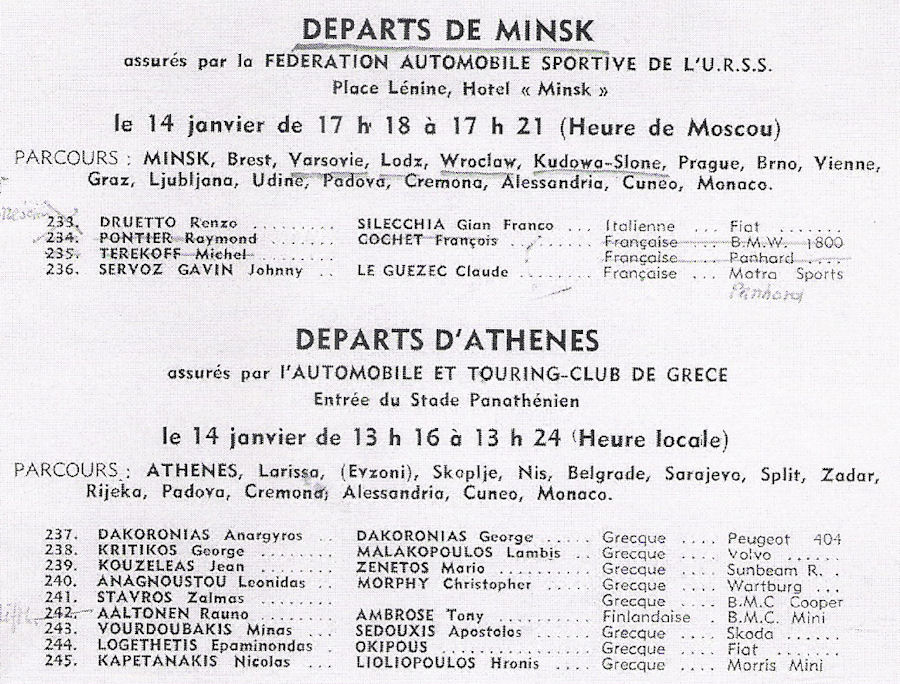 DEPARTS DE MINSK
assurés par la FEDERATION AUTOMOBILE SPORTIVE DE L'U.R.S.S.
Place Lénine, Hotel « Minsk »
le 14 janvier de 17 h 18 à 17 h 21 (Heure de Moscou)
PARCOURS : MINSK, Brest, Varsovie, Lodz, Wroclaw, Kudowa-Slone, Prague, Brno, Vienne,
Graz, Ljubljana, Udine, Padova, Cremona, Alessandria, Cuneo, Monaco.
233. DRUETTO Renzo ......... SILECCHIA Gian Franco ..... Italienne ... Fiat .......
234. PONTIER Raymond ........ COCHET François ........ Française ... B.M.W. 1800
235. TEREKOFF Michel Française ... Panhard ....
236. SERVOZ GAVIN Johnny .. LE GUEZEC Claude ........ Française ... Matra Sports
Panhard
DEPARTS D'ATHENES
assurés par l'AUTOMOBILE ET TOURING-CLUB DE GRECE
Entrée du Stade Panathénien
le 14 janvier de 13 h 16 à 13 h 24 (Heure locale)
PARCOURS : ATHENES, Larissa, (Evzoni), Skoplje, Nis, Belgrade, Sarajevo, Split, Zadar,
Rijeka, Padova, Cremona, Alessandria, Cuneo, Monaco.
237. DAKORONIAS Anargyros .. DAKORONIAS George ..... Grecque .... Peugeot 404
238. KRITIKOS George ........ MALAKOPOULOS Lambis .. Grecque .... Volvo ......
239. KOUZELEAS Jean ........ ZENETOS Mario ......... Grecque .... Sunbeam R. .
240. ANAGNOUSTOU Leonidas .. MORPHY Christopher ..... Grecque .... Wartburg ...
241. STAVROS Zalmas ........ Grecque .... B.M.C Cooper
242. AALTONEN Rauno ........ AMBROSE Tony ......... Finlandaise . B.M.C. Mini
243. VOURDOUBAKIS Minas ... SEDOUXIS Apostolos ...... Grecque .... Skoda ......
244. LOGETHETIS Epaminondas . OKIPOUS .............. Grecque .... Fiat .......
245. KAPETANAKIS Nicolas ... LIOLIOPOULOS Hronis .... Grecque .... Morris Mini